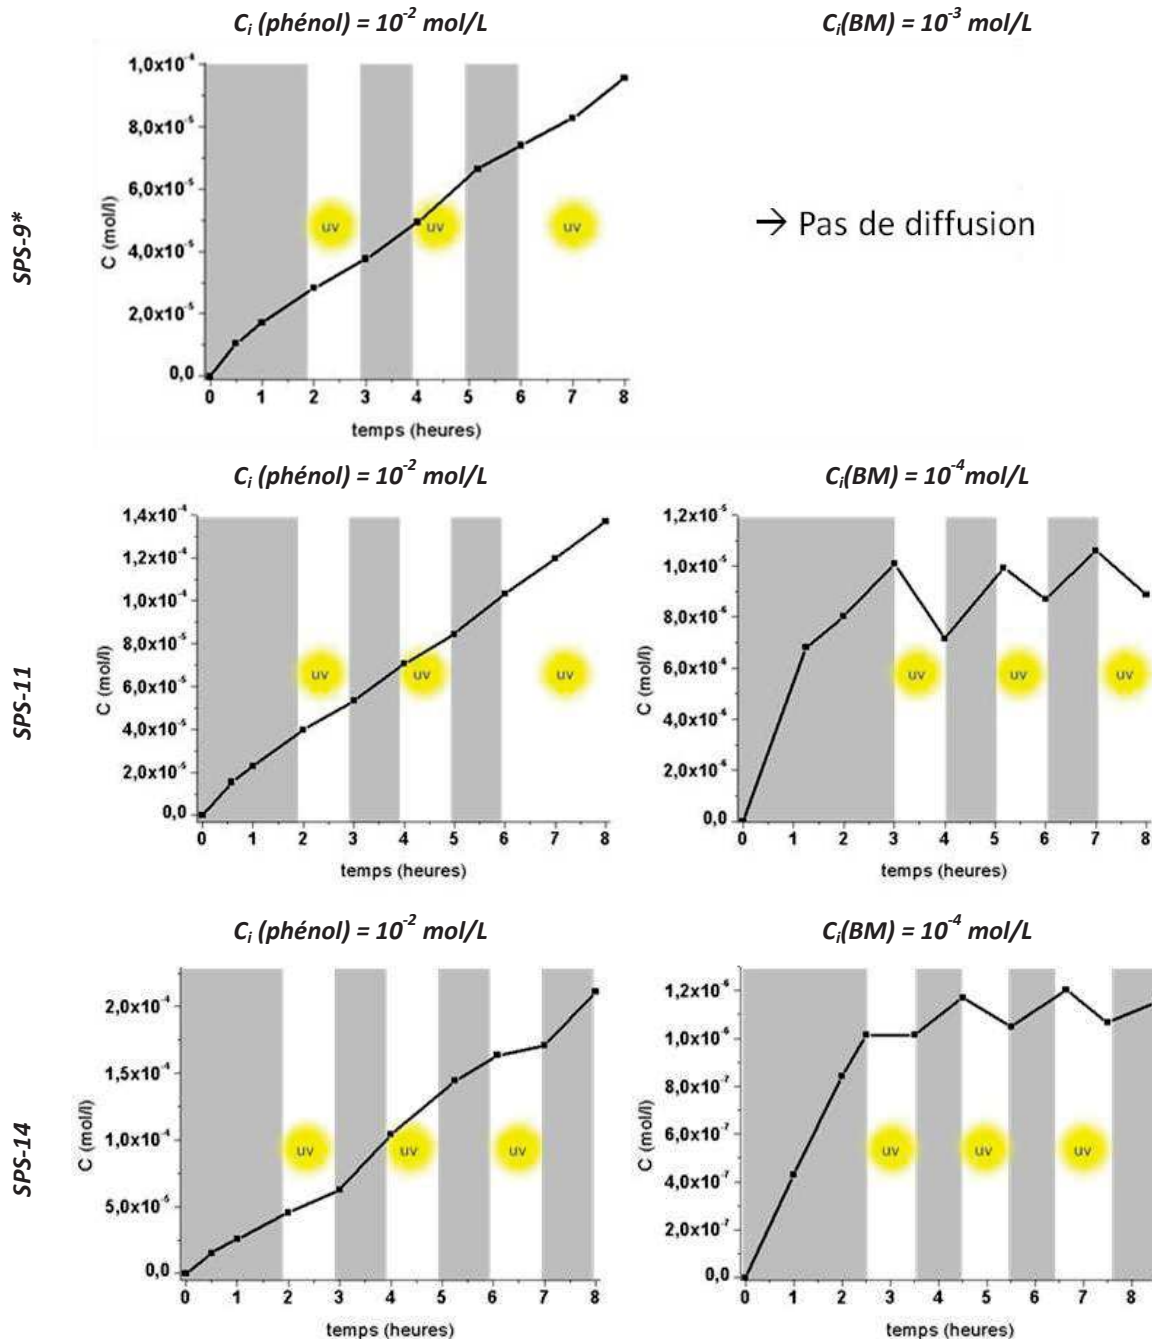 C_i (phénol) = 10^-2 mol/L
C_i(BM) = 10^-3 mol/L
SPS-9*
C (mol/l)
1,0x10^-4
8,0x10^-5
6,0x10^-5
4,0x10^-5
2,0x10^-5
0,0
uv
uv
uv
0 1 2 3 4 5 6 7 8
temps (heures)
→ Pas de diffusion
C_i (phénol) = 10^-2 mol/L
C_i(BM) = 10^-4 mol/L
SPS-11
C (mol/l)
1,4x10^-4
1,2x10^-4
1,0x10^-4
8,0x10^-5
6,0x10^-5
4,0x10^-5
2,0x10^-5
0,0
uv
uv
uv
0 1 2 3 4 5 6 7 8
temps (heures)
C (mol/l)
1,2x10^-5
1,0x10^-5
8,0x10^-6
6,0x10^-6
4,0x10^-6
2,0x10^-6
0,0
uv
uv
uv
0 1 2 3 4 5 6 7 8
temps (heures)
C_i (phénol) = 10^-2 mol/L
C_i(BM) = 10^-4 mol/L
SPS-14
C (mol/l)
2,0x10^-4
1,5x10^-4
1,0x10^-4
5,0x10^-5
0,0
uv
uv
uv
0 1 2 3 4 5 6 7 8
temps (heures)
C (mol/l)
1,2x10^-6
1,0x10^-6
8,0x10^-7
6,0x10^-7
4,0x10^-7
2,0x10^-7
0,0
uv
uv
uv
0 1 2 3 4 5 6 7 8
temps (heures)